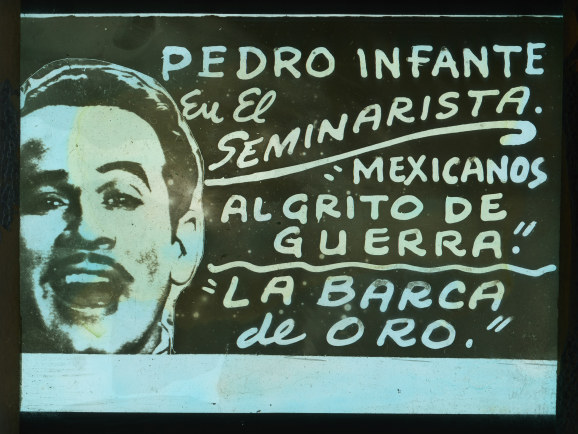 PEDRO INFANTE
En El
SEMINARISTA.
"MEXICANOS
AL GRITO DE
GUERRA."
"LA BARCA
de ORO."